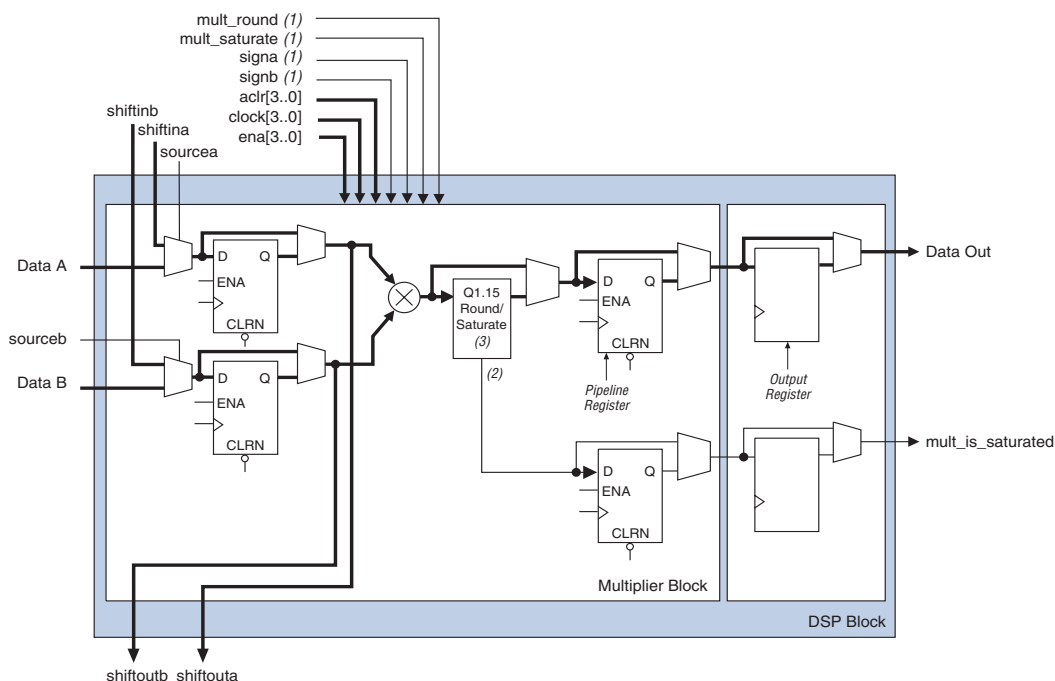 mult_round (1)
mult_saturate (1)
signa (1)
signb (1)
aclr[3..0]
clock[3..0]
ena[3..0]
shiftinb
shiftina
sourcea
Data A
D Q
ENA
CLRN
sourceb
Data B
D Q
ENA
CLRN
Q1.15
Round/
Saturate
(3)
(2)
D Q
ENA
CLRN
Pipeline
Register
Output
Register
Data Out
D Q
ENA
CLRN
mult_is_saturated
Multiplier Block
DSP Block
shiftoutb shiftouta